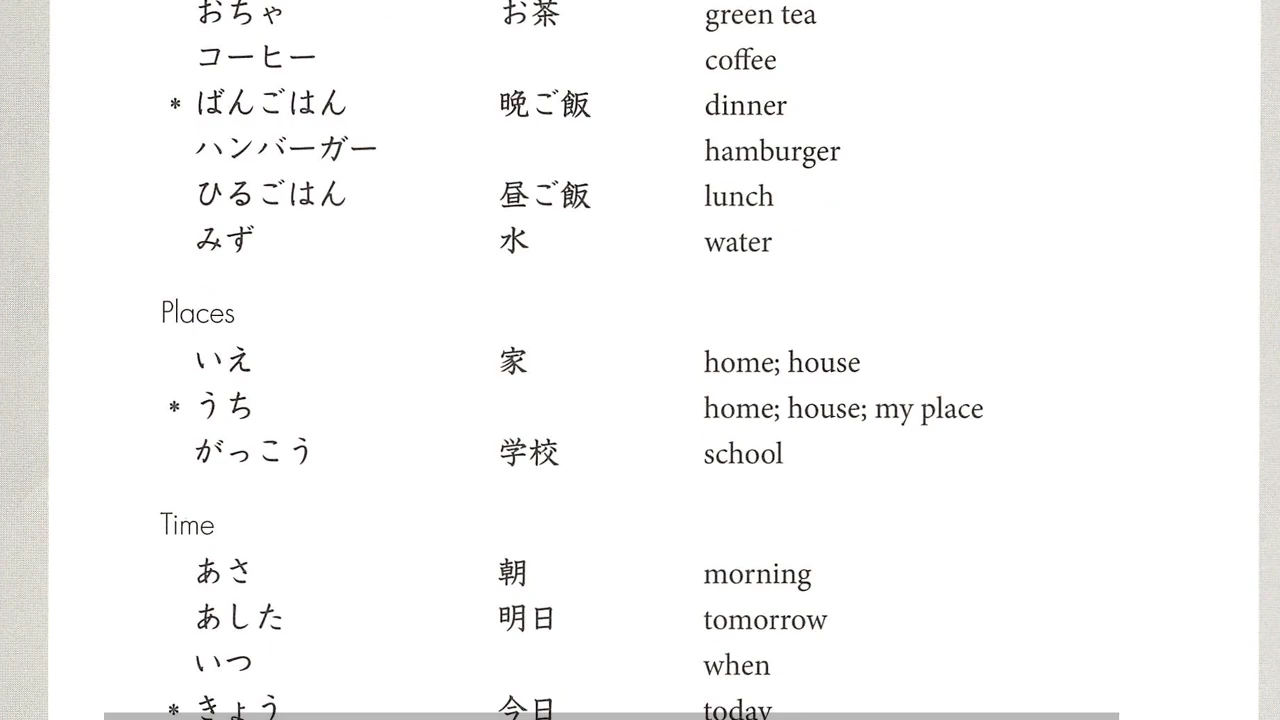 おちゃ お茶 green tea
コーヒー coffee
* ばんごはん 晩ご飯 dinner
ハンバーガー hamburger
ひるごはん 昼ご飯 lunch
みず 水 water
Places
いえ 家 home; house
* うち home; house; my place
がっこう 学校 school
Time
あさ 朝 morning
あした 明日 tomorrow
いつ when
* きょう 今日 today